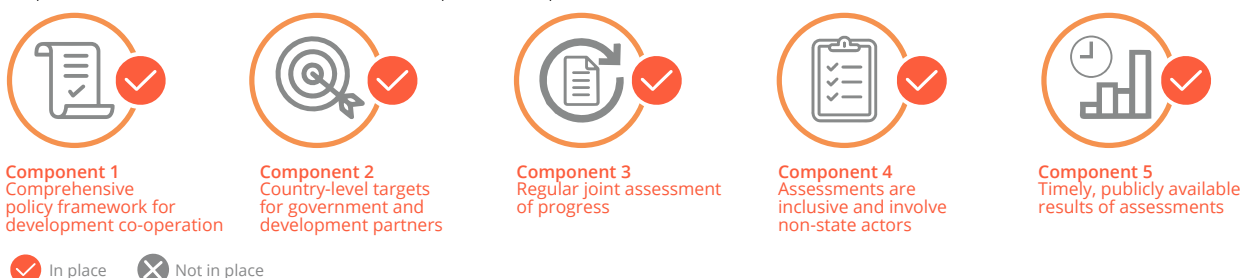 Component 1
Comprehensive
policy framework for
development co-operation
Component 2
Country-level targets
for government and
development partners
Component 3
Regular joint assessment
of progress
Component 4
Assessments are
inclusive and involve
non-state actors
Component 5
Timely, publicly available
results of assessments
In place
Not in place